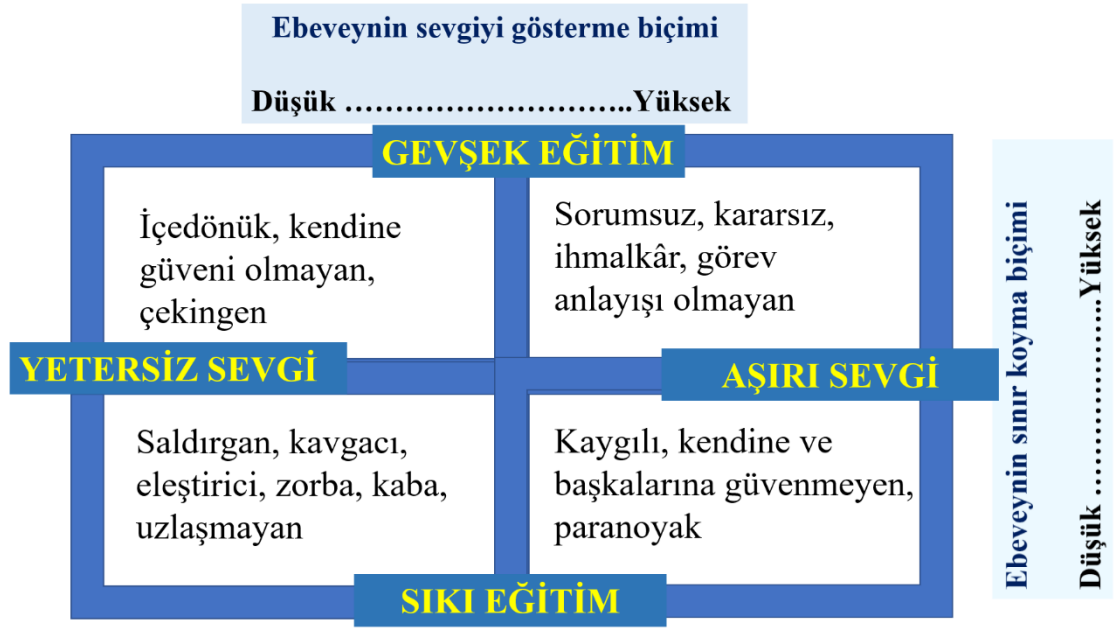 Ebeveynin sevgiyi gösterme biçimi
Düşük …………………………..Yüksek
GEVŞEK EĞİTİM
İçedönük, kendine
güveni olmayan,
çekingen
Sorumsuz, kararsız,
ihmalkâr, görev
anlayışı olmayan
YETERSİZ SEVGİ
AŞIRI SEVGİ
Saldırgan, kavgacı,
eleştirici, zorba, kaba,
uzlaşmayan
Kaygılı, kendine ve
başkalarına güvenmeyen,
paranoyak
SIKI EĞİTİM
Ebeveynin sınır koyma biçimi
Düşük …………………..Yüksek